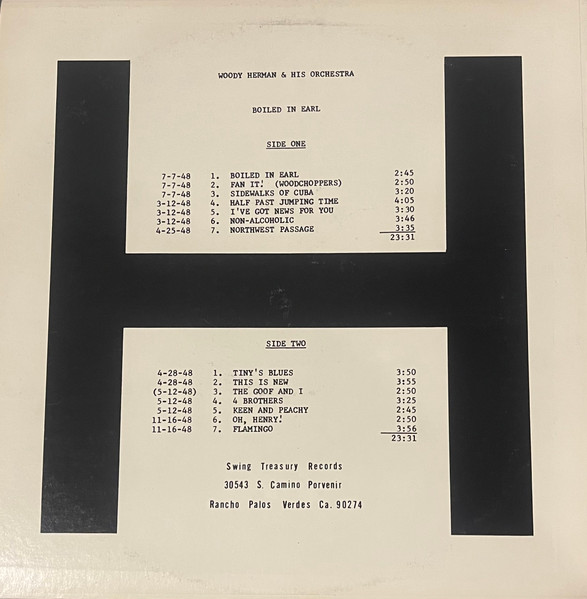 WOODY HERMAN & HIS ORCHESTRA
BOILED IN EARL
SIDE ONE
7-7-48 1. BOILED IN EARL 2:45
7-7-48 2. FAN IT! (WOODCHOPPERS) 2:50
7-7-48 3. SIDEWALKS OF CUBA 3:20
3-12-48 4. HALF PAST JUMPING TIME 4:05
3-12-48 5. I'VE GOT NEWS FOR YOU 3:30
3-12-48 6. NON-ALCOHOLIC 3:46
4-25-48 7. NORTHWEST PASSAGE 3:35
23:31
SIDE TWO
4-28-48 1. TINY'S BLUES 3:50
4-28-48 2. THIS IS NEW 3:55
(5-12-48) 3. THE GOOF AND I 2:50
5-12-48 4. 4 BROTHERS 3:25
5-12-48 5. KEEN AND PEACHY 2:45
11-16-48 6. OH, HENRY! 2:50
11-16-48 7. FLAMINGO 3:56
23:31
Swing Treasury Records
30543 S. Camino Porvenir
Rancho Palos Verdes Ca. 90274